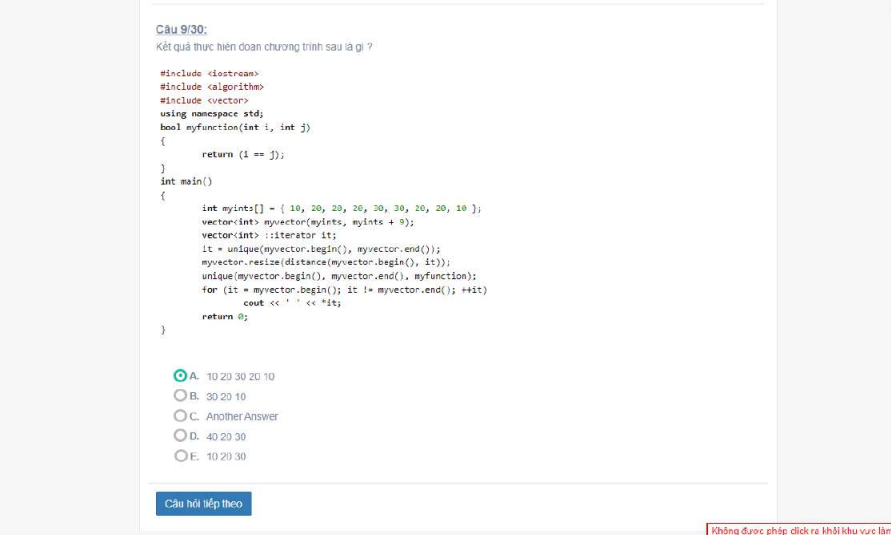 Câu 9/30:
Kết quả thực hiện đoạn chương trình sau là gì ?
#include <iostream>
#include <algorithm>
#include <vector>
using namespace std;
bool myfunction(int i, int j)
{
return (i == j);
}
int main()
{
int myints[] = { 10, 20, 20, 20, 30, 30, 20, 20, 10 };
vector<int> myvector(myints, myints + 9);
vector<int> ::iterator it;
it = unique(myvector.begin(), myvector.end());
myvector.resize(distance(myvector.begin(), it));
unique(myvector.begin(), myvector.end(), myfunction);
for (it = myvector.begin(); it != myvector.end(); ++it)
cout << ' ' << *it;
return 0;
}
A. 10 20 30 20 10
B. 30 20 10
C. Another Answer
D. 40 20 30
E. 10 20 30
Câu hỏi tiếp theo
Không được phép click ra khỏi khu vực làm